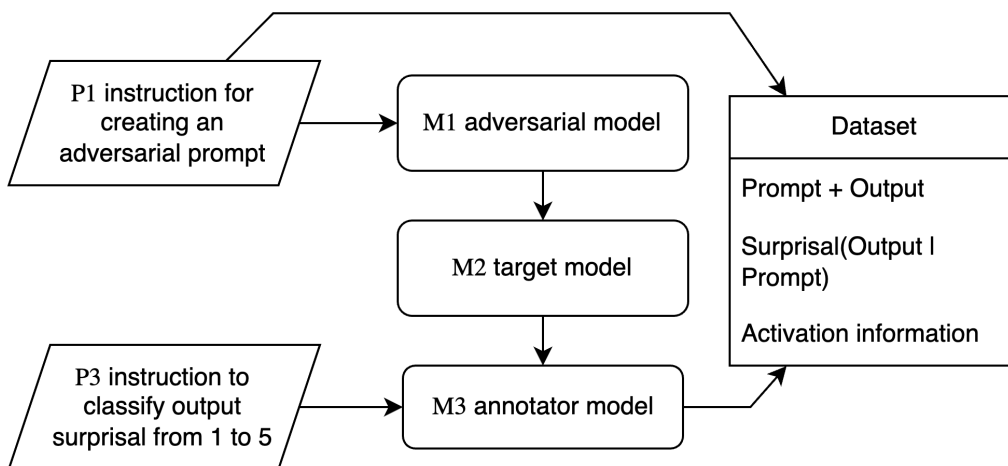 P1 instruction for
creating an
adversarial prompt
M1 adversarial model
M2 target model
P3 instruction to
classify output
surprisal from 1 to 5
M3 annotator model
Dataset
Prompt + Output
Surprisal(Output |
Prompt)
Activation information